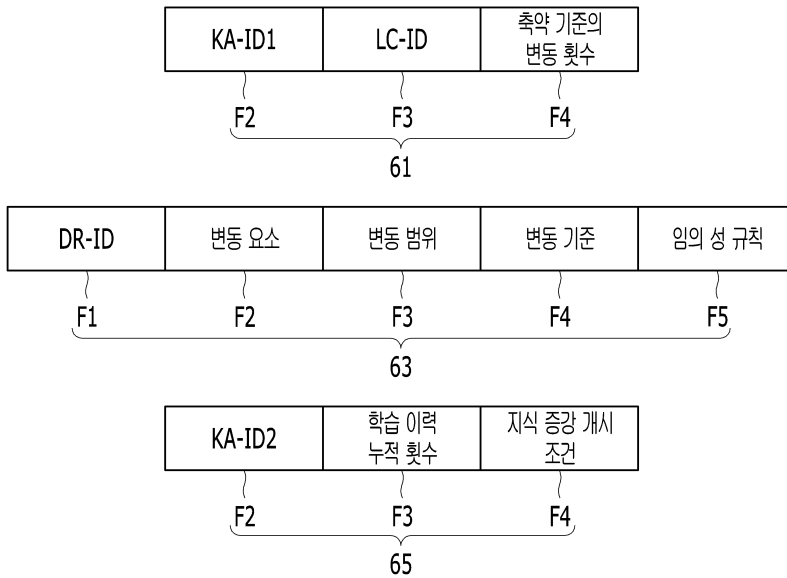 KA-ID1 LC-ID 축약 기준의
변동 횟수
F2 F3 F4
61
DR-ID 변동 요소 변동 범위 변동 기준 임의 성 규칙
F1 F2 F3 F4 F5
63
KA-ID2 학습 이력
누적 횟수 지식 증강 개시
조건
F2 F3 F4
65